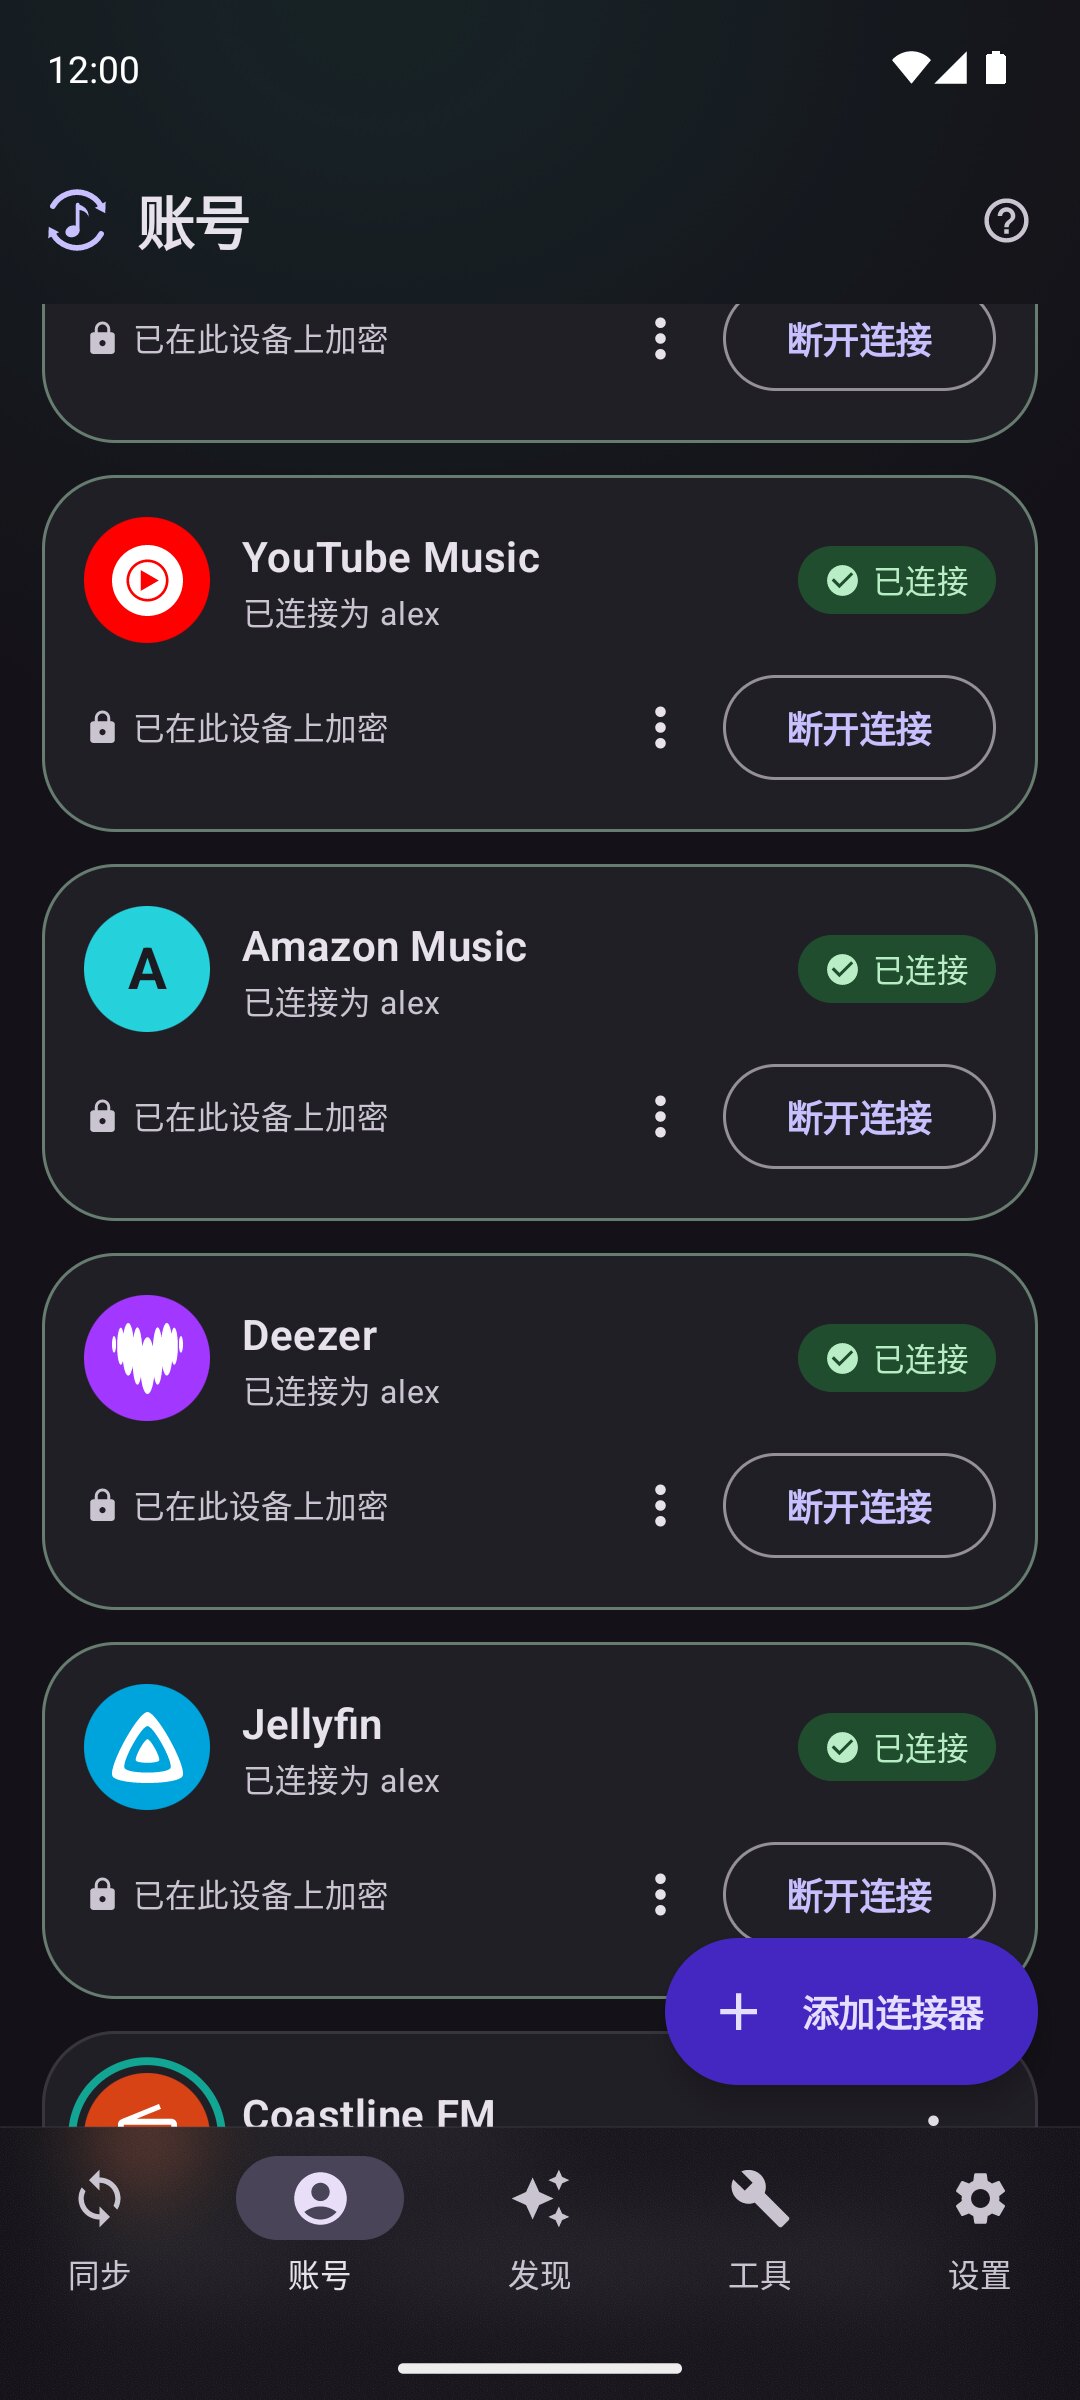 12:00
账号
已在此设备上加密
断开连接
YouTube Music
已连接为 alex
已连接
已在此设备上加密
断开连接
A
Amazon Music
已连接为 alex
已连接
已在此设备上加密
断开连接
Deezer
已连接为 alex
已连接
已在此设备上加密
断开连接
Jellyfin
已连接为 alex
已连接
已在此设备上加密
断开连接
添加连接器
Coastline FM
同步
账号
发现
工具
设置